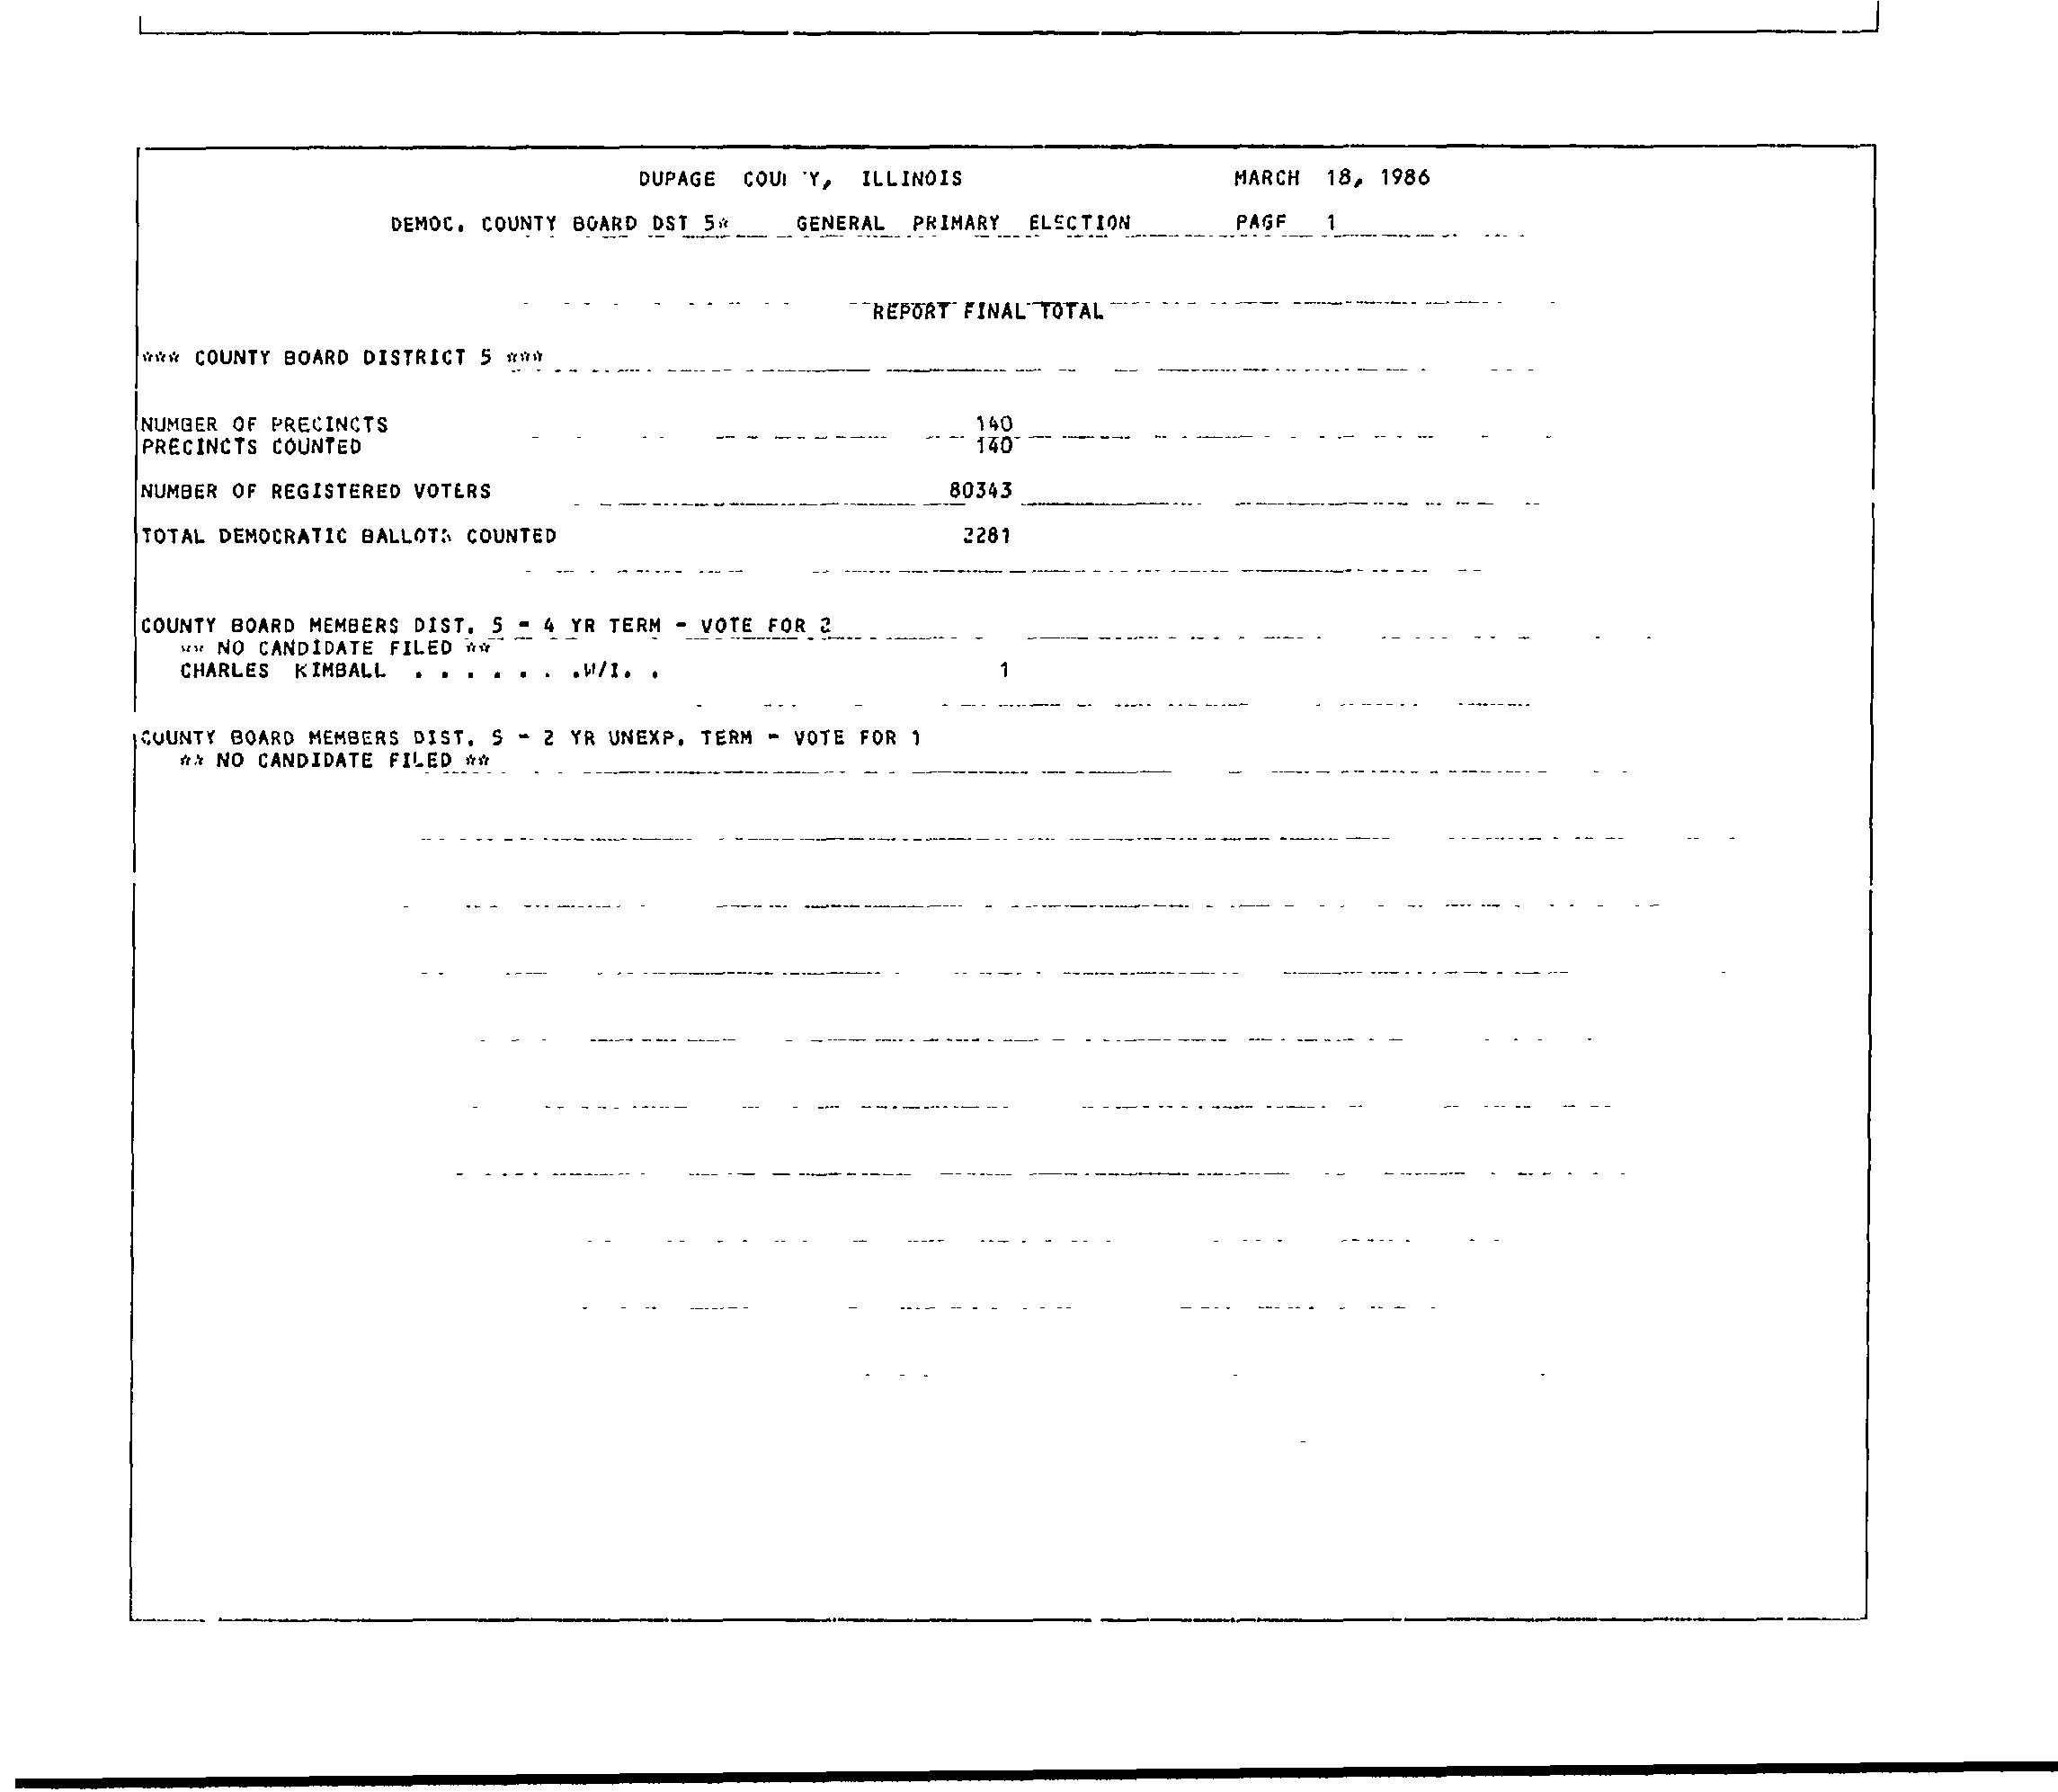 DUPAGE COUNTY, ILLINOIS MARCH 18, 1986
DEMOC. COUNTY BOARD DST 5* GENERAL PRIMARY ELECTION PAGE 1
REPORT FINAL TOTAL
*** COUNTY BOARD DISTRICT 5 ***
NUMBER OF PRECINCTS 140
PRECINCTS COUNTED 140
NUMBER OF REGISTERED VOTERS 80343
TOTAL DEMOCRATIC BALLOTS COUNTED 2281
COUNTY BOARD MEMBERS DIST. 5 - 4 YR TERM - VOTE FOR 2
** NO CANDIDATE FILED **
CHARLES KIMBALL . . . . . . .W/I. . 1
COUNTY BOARD MEMBERS DIST. 5 - 2 YR UNEXP. TERM - VOTE FOR 1
** NO CANDIDATE FILED **